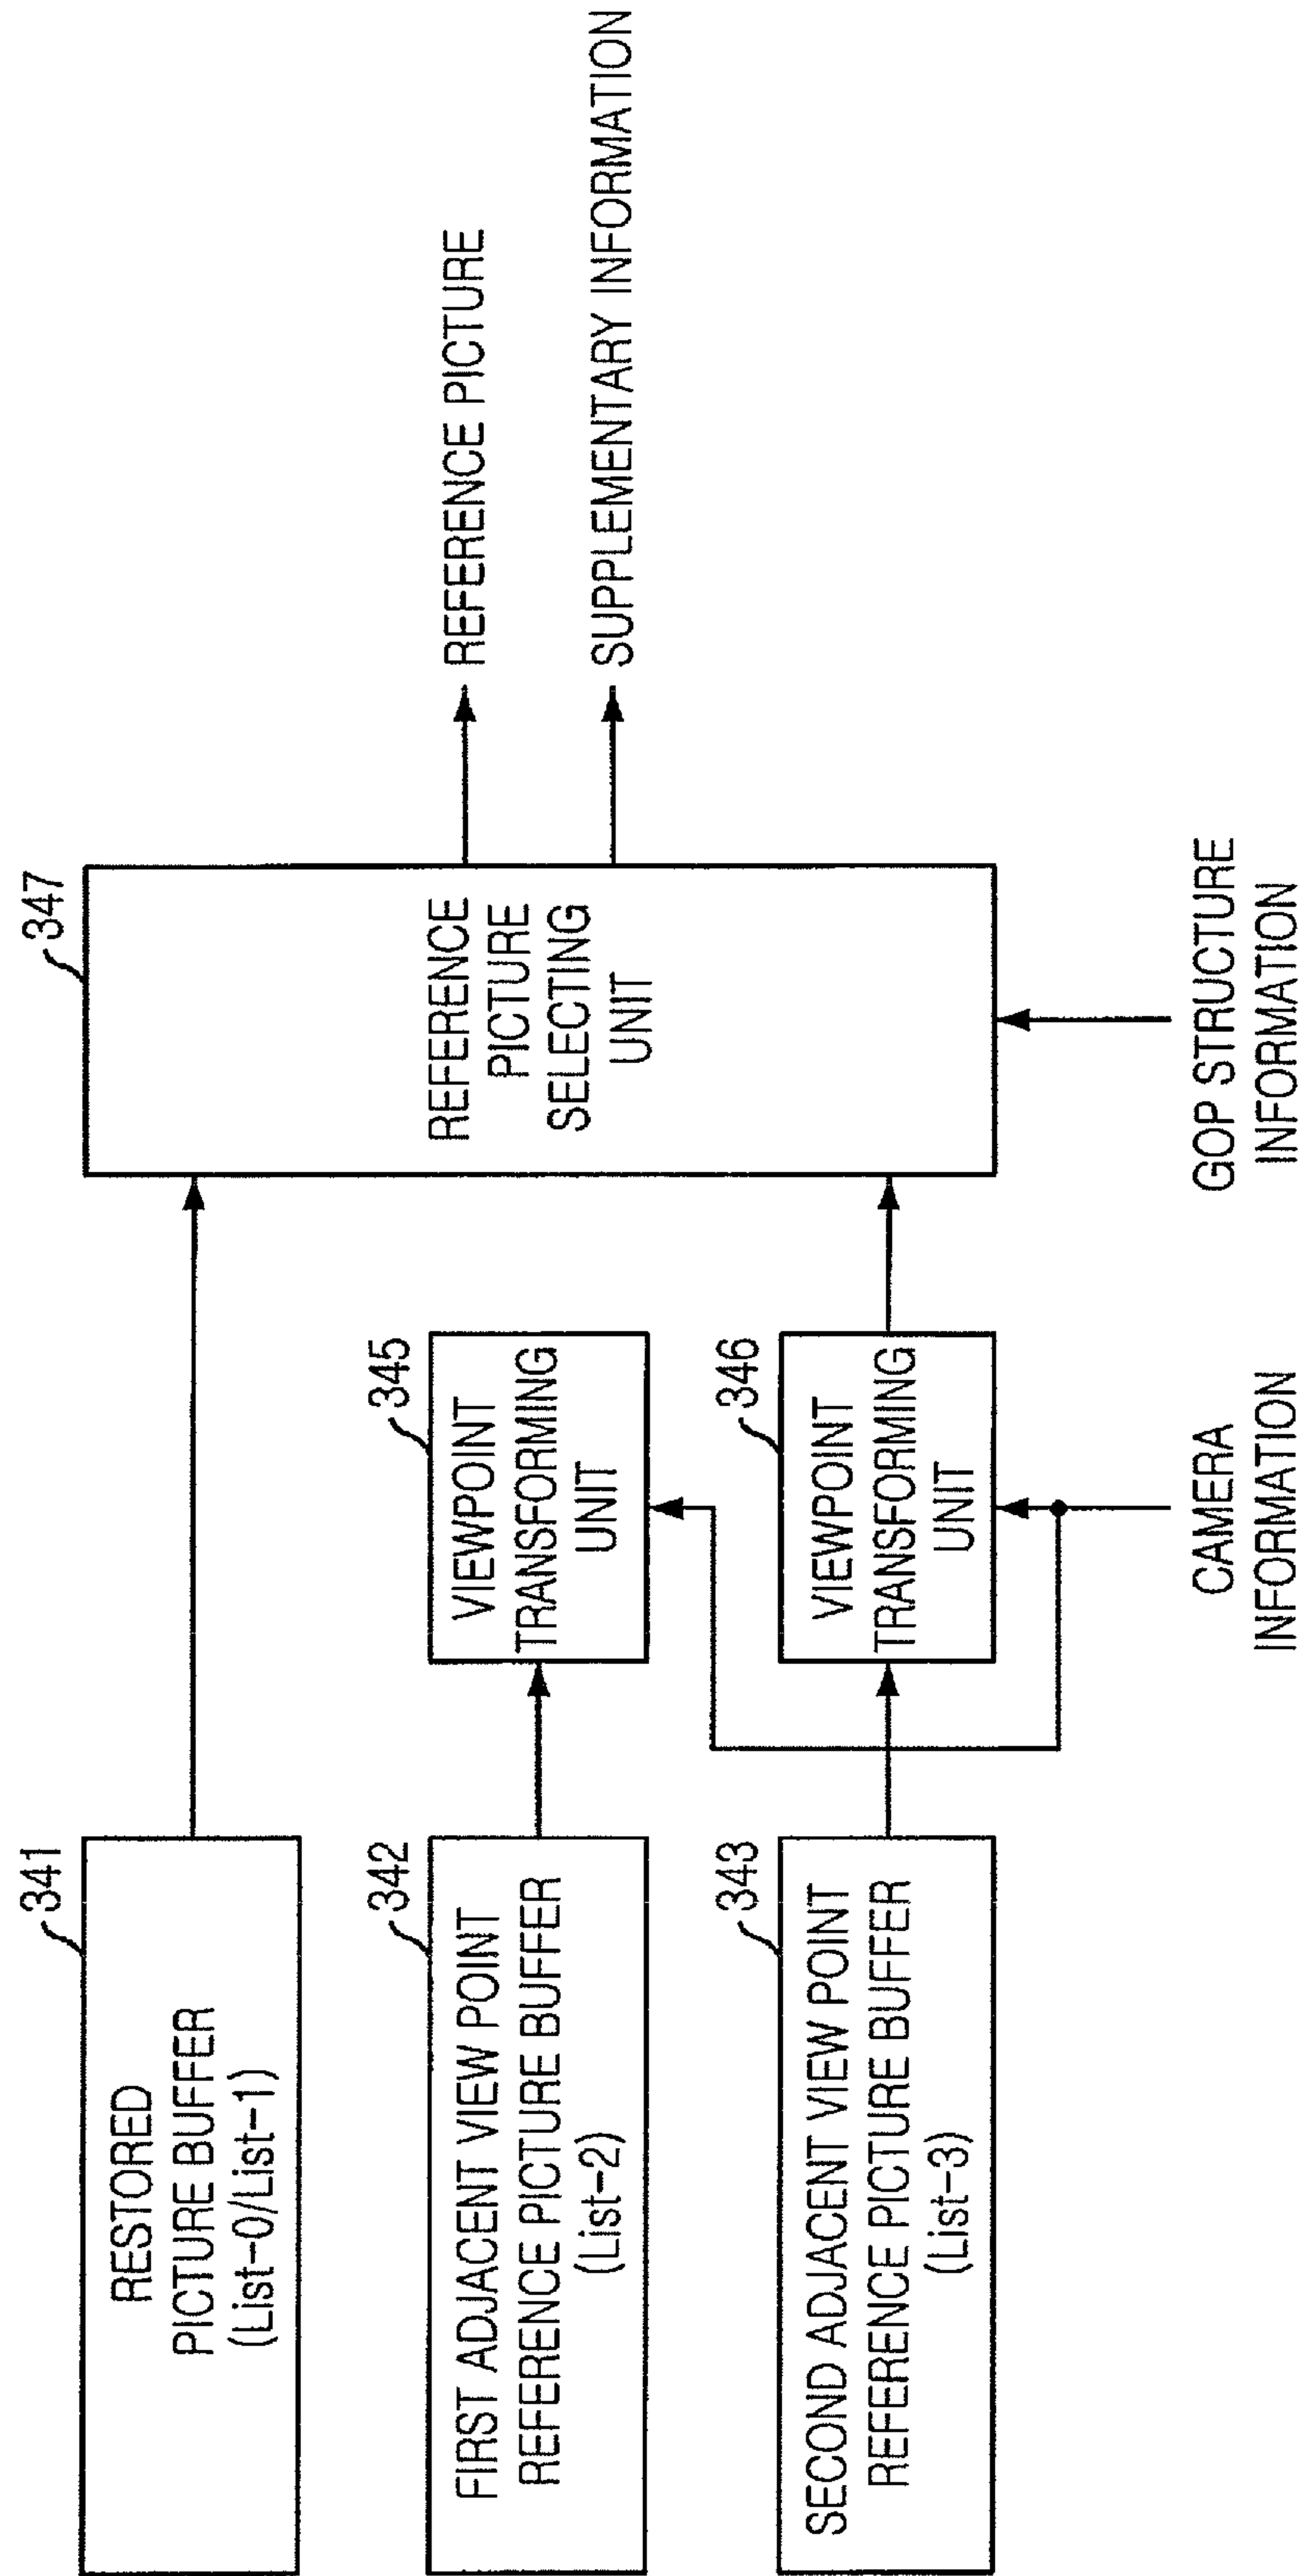 341
RESTORED
PICTURE BUFFER
(List-0/List-1)
342
FIRST ADJACENT VIEW POINT
REFERENCE PICTURE BUFFER
(List-2)
343
SECOND ADJACENT VIEW POINT
REFERENCE PICTURE BUFFER
(List-3)
345
VIEWPOINT
TRANSFORMING
UNIT
346
VIEWPOINT
TRANSFORMING
UNIT
CAMERA
INFORMATION
347
REFERENCE
PICTURE
SELECTING
UNIT
GOP STRUCTURE
INFORMATION
REFERENCE PICTURE
SUPPLEMENTARY INFORMATION